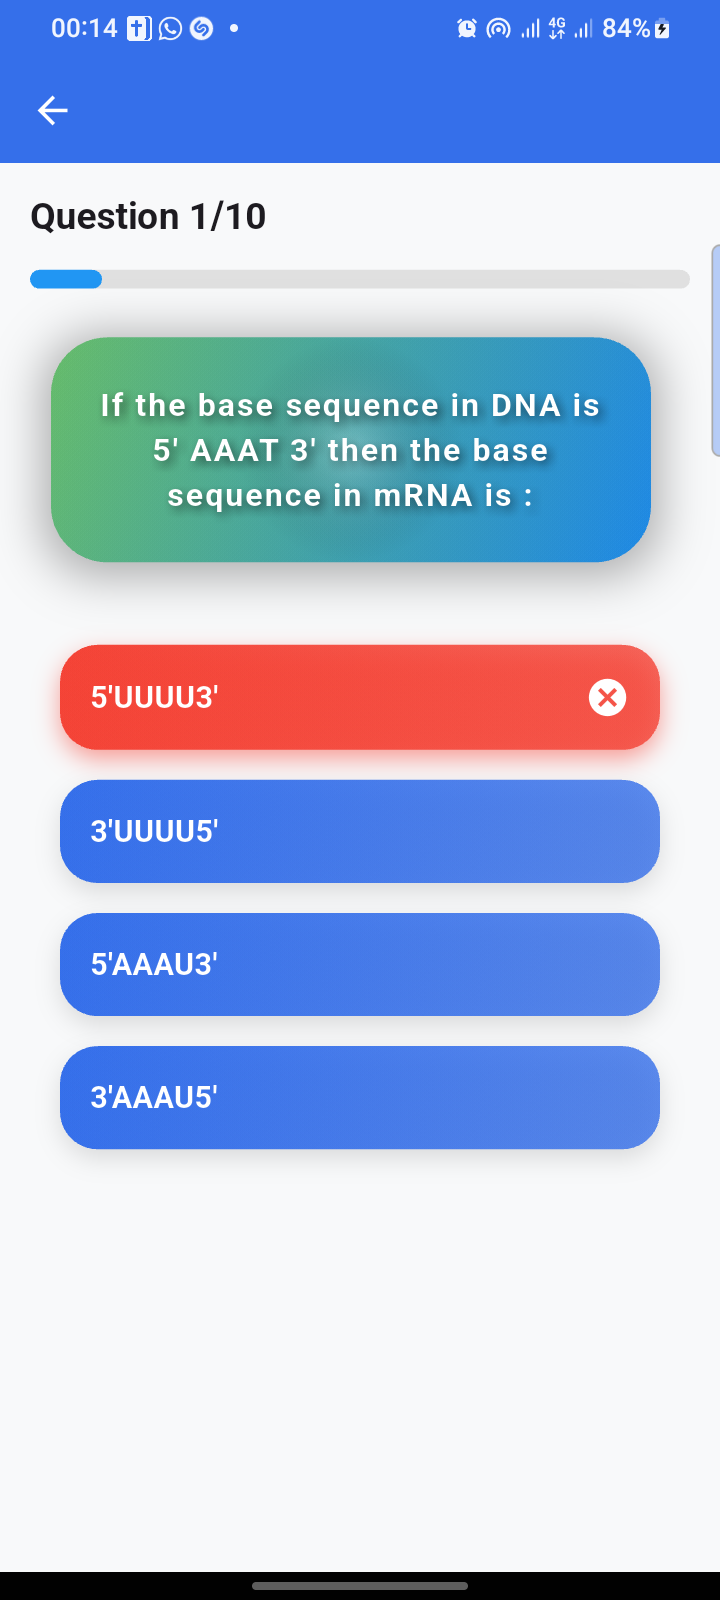 00:14
4G
84%
Question 1/10
If the base sequence in DNA is
5' AAAT 3' then the base
sequence in mRNA is :
5'UUUU3'
3'UUUU5'
5'AAAU3'
3'AAAU5'